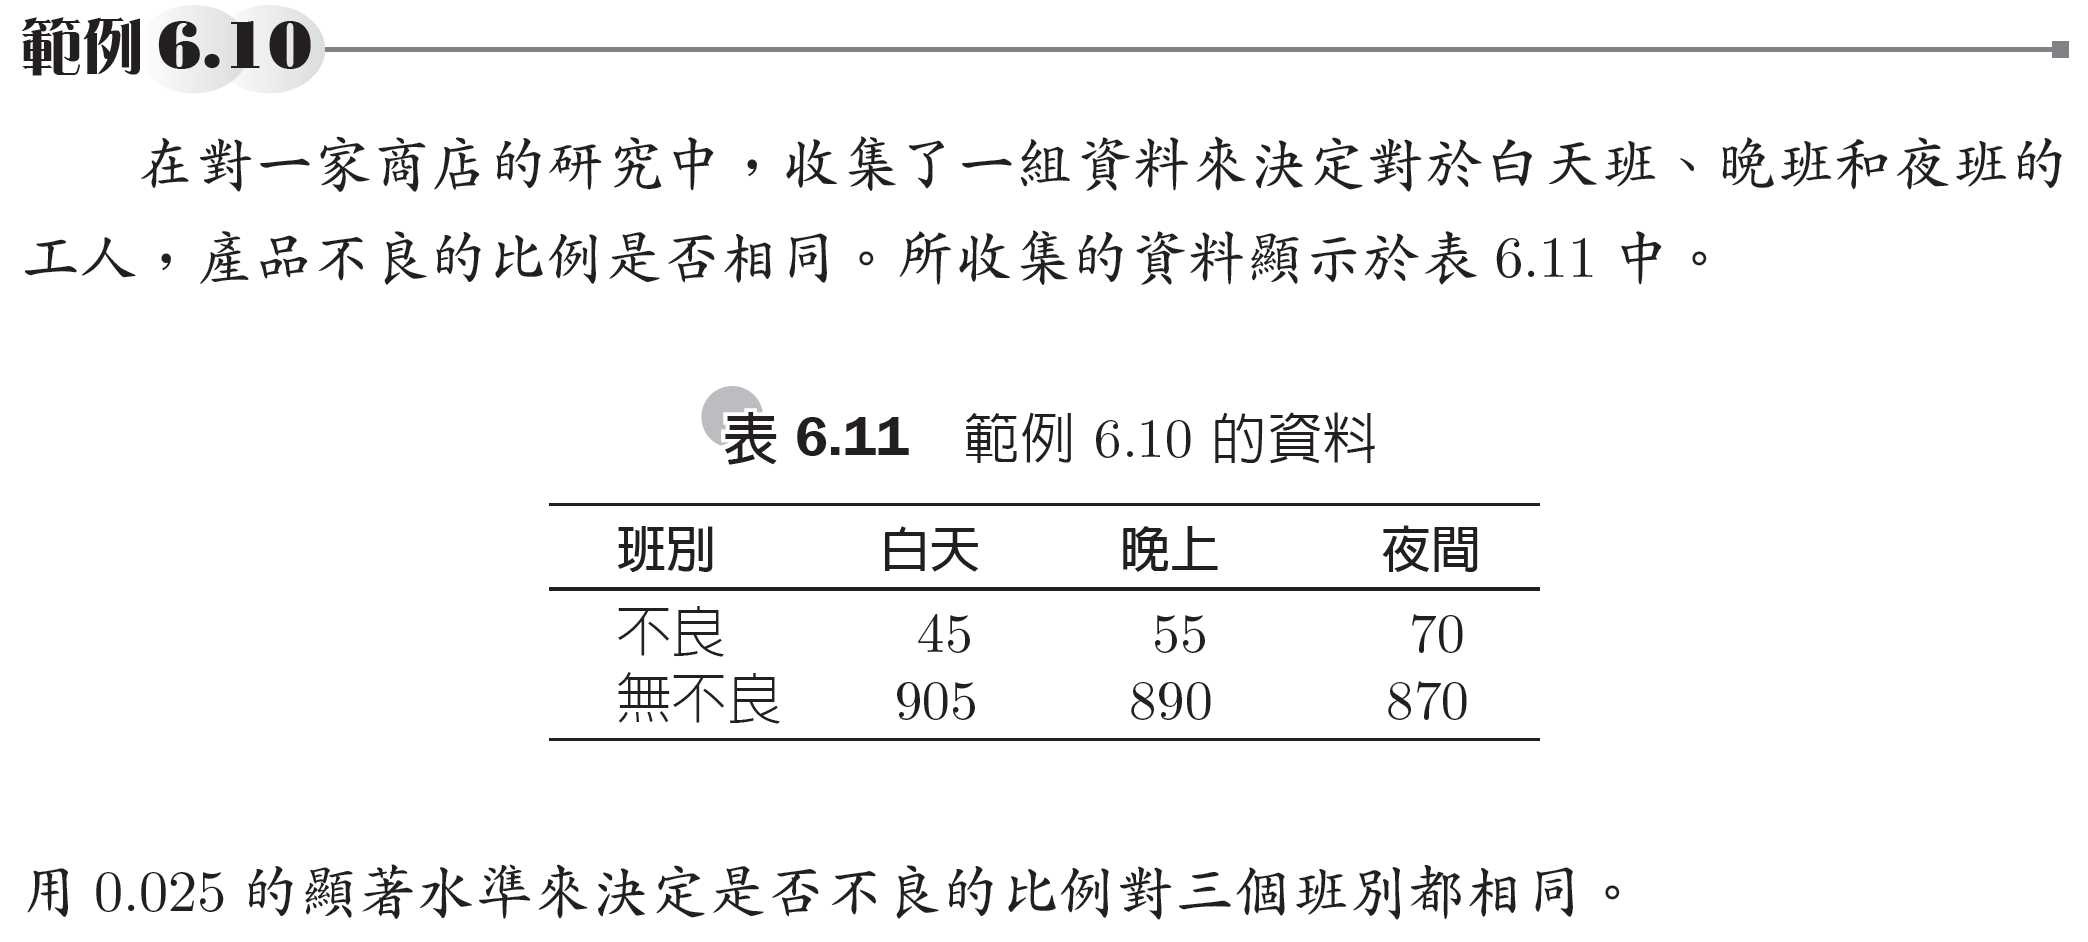 範例 6.10
在對一家商店的研究中，收集了一組資料來決定對於白天班、晚班和夜班的
工人，產品不良的比例是否相同。所收集的資料顯示於表 6.11 中。
表 6.11 範例 6.10 的資料
班別 白天 晚上 夜間
不良 45 55 70
無不良 905 890 870
用 0.025 的顯著水準來決定是否不良的比例對三個班別都相同。